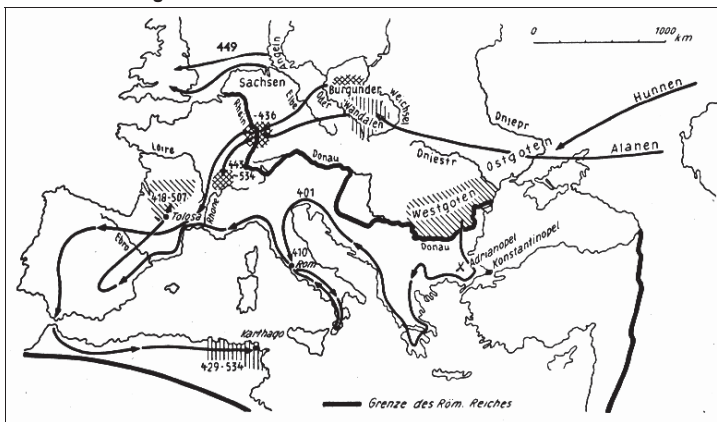 0 1000
km
449
Angeln
Sachsen
Elbe
Oder
Burgunder
Weichsel
Wandalen
Rhein
-436
Hunnen
Dniepr
Alanen
Ostgoten
Dniestr
Loire
Donau
443-
534
418-507
Tolosa
Rhone
401
Westgoten
Donau
Ebro
410
Rom
Adrianopel
Konstantinopel
Karthago
429-534
Grenze des Röm. Reiches